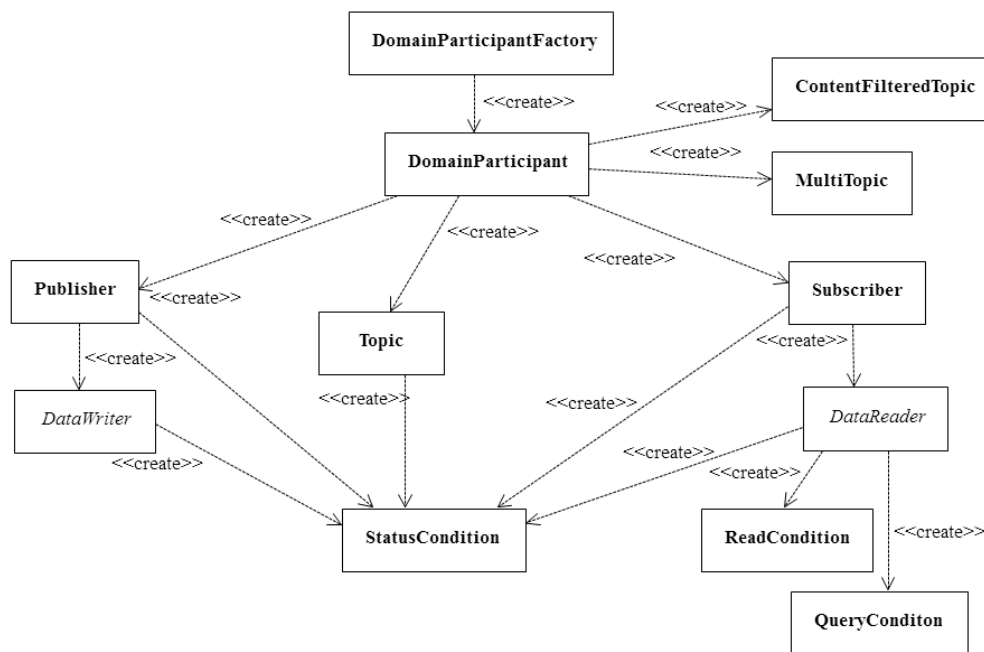 DomainParticipantFactory
<<create>>
<<create>>
ContentFilteredTopic
DomainParticipant
<<create>>
MultiTopic
<<create>>
<<create>>
<<create>>
Publisher
<<create>>
Subscriber
Topic
<<create>>
<<create>>
<<create>>
<<create>>
DataWriter
DataReader
<<create>>
<<create>>
<<create>>
<<create>>
StatusCondition
ReadCondition
<<create>>
QueryConditon